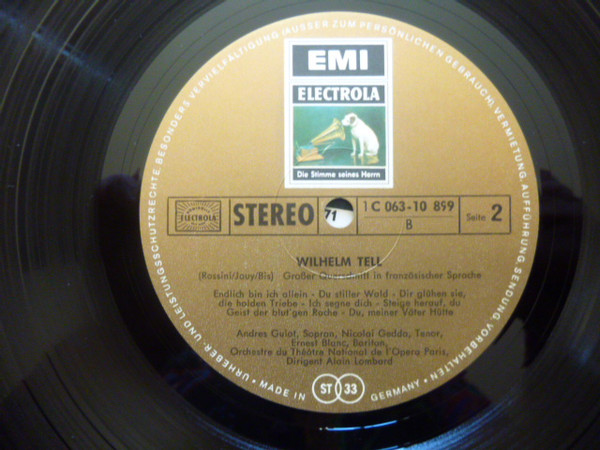 EMI
ELECTROLA
Die Stimme seines Herrn
ELECTROLA
STEREO
71
1 C 063-10 899
B
Seite 2
WILHELM TELL
(Rossini/Jouy/Bis) Großer Querschnitt in französischer Sprache
Endlich bin ich allein - Du stiller Wald - Dir glühen sie,
die holden Triebe - Ich segne dich - Steige herauf, du
Geist der blut'gen Rache - Du, meiner Väter Hütte
Andres Guiot, Sopran, Nicolai Gedda, Tenor,
Ernest Blanc, Bariton,
Orchestre du Théâtre National de l'Opera Paris,
Dirigent Alain Lombard
ST 33
URHEBER- UND LEISTUNGSSCHUTZRECHTE, BESONDERS VERVIELFÄLTIGUNG (AUSSER ZUM PERSÖNLICHEN GEBRAUCH), VERMIETUNG, AUFFÜHRUNG, SENDUNG VORBEHALTEN
• MADE IN GERMANY •